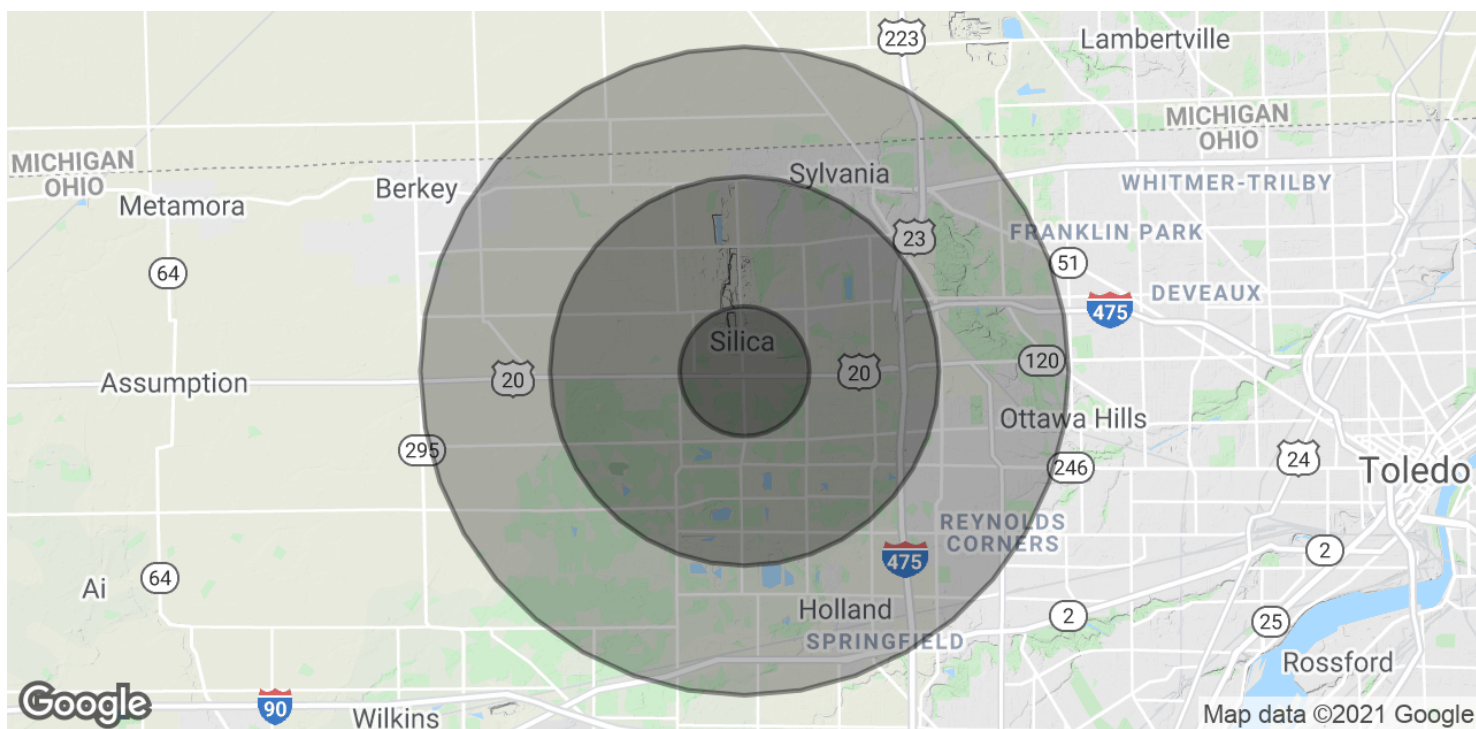 223
Lambertville
MICHIGAN
OHIO
MICHIGAN
OHIO
Sylvania
Berkey
WHITMER-TRILBY
Metamora
FRANKLIN PARK
23
51
64
DEVEAUX
475
Silica
120
20
20
Assumption
Ottawa Hills
295
24
246
Toledo
REYNOLDS
CORNERS
2
475
64
Ai
Holland
2
25
SPRINGFIELD
Rossford
Google
90
Wilkins
Map data ©2021 Google